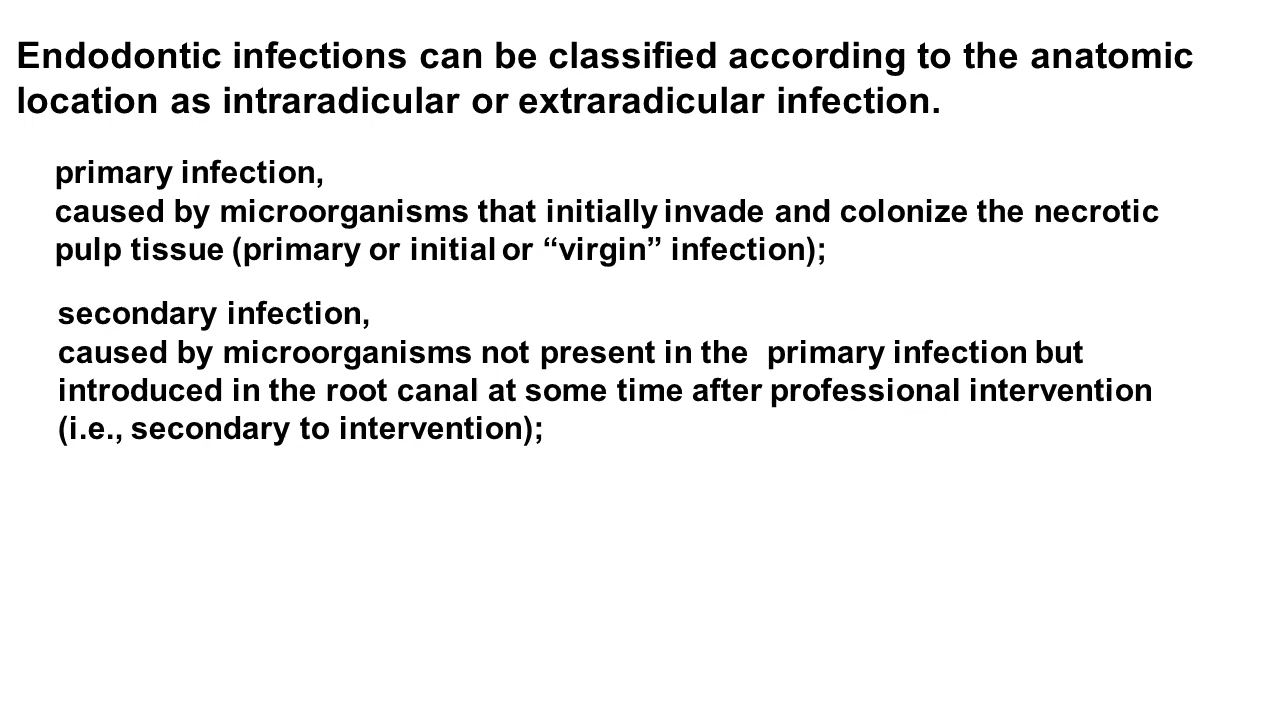 Endodontic infections can be classified according to the anatomic
location as intraradicular or extraradicular infection.
primary infection,
caused by microorganisms that initially invade and colonize the necrotic
pulp tissue (primary or initial or “virgin” infection);
secondary infection,
caused by microorganisms not present in the  primary infection but
introduced in the root canal at some time after professional intervention
(i.e., secondary to intervention);